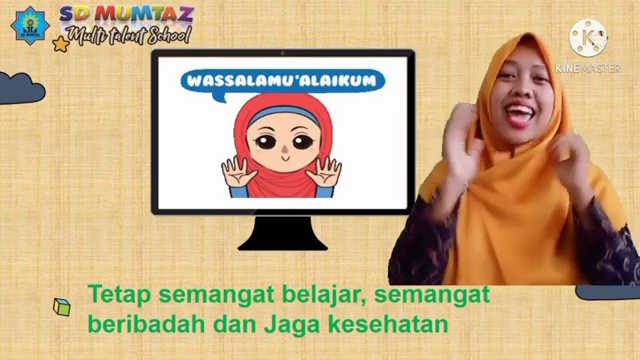 SD MUMTAZ
Multi talent School
KINEMASTER
WASSALAMU'ALAIKUM
Tetap semangat belajar, semangat
beribadah dan Jaga kesehatan